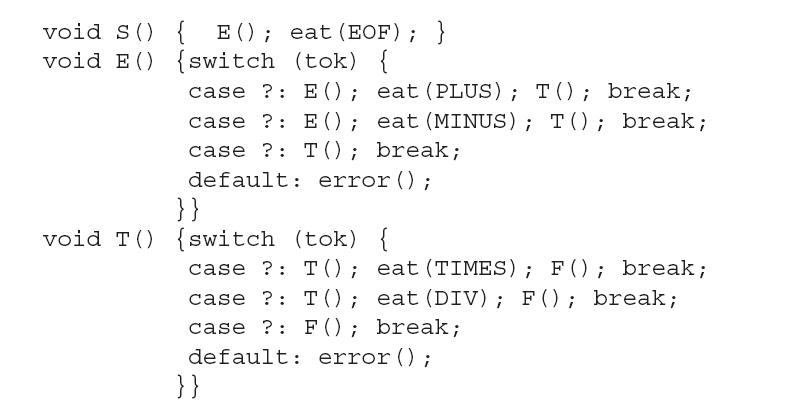 void S() {  E(); eat(EOF); }
void E() {switch (tok) {
          case ?: E(); eat(PLUS); T(); break;
          case ?: E(); eat(MINUS); T(); break;
          case ?: T(); break;
          default: error();
         }}
void T() {switch (tok) {
          case ?: T(); eat(TIMES); F(); break;
          case ?: T(); eat(DIV); F(); break;
          case ?: F(); break;
          default: error();
         }}